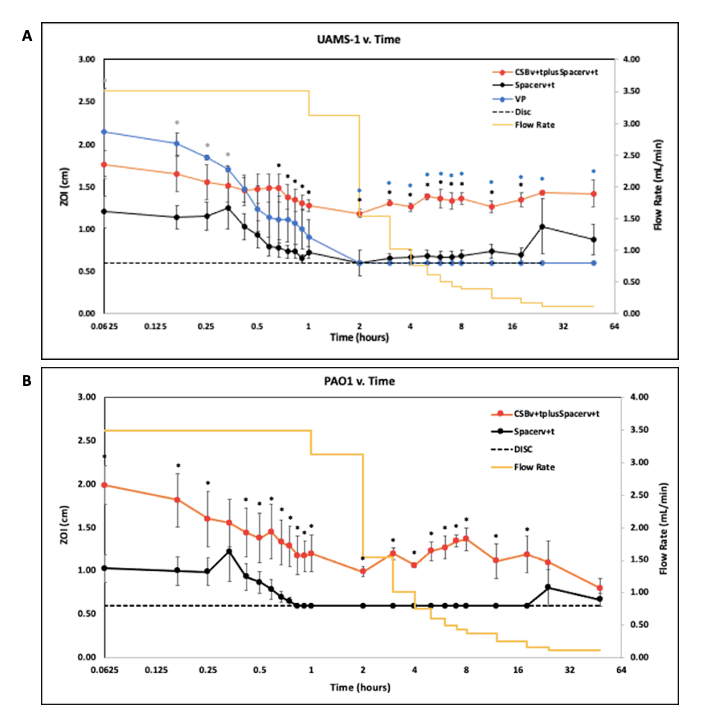 A
UAMS-1 v. Time
3.00
2.50
2.00
1.50
1.00
0.50
0.00
ZOI (cm)
4.00
3.50
3.00
2.50
2.00
1.50
1.00
0.50
0.00
Flow Rate (mL/min)
CSBv+tplusSpacerv+t
Spacerv+t
VP
Disc
Flow Rate
0.0625 0.125 0.25 0.5 1 2 4 8 16 32 64
Time (hours)
B
PAO1 v. Time
3.00
2.50
2.00
1.50
1.00
0.50
0.00
ZOI (cm)
4.00
3.50
3.00
2.50
2.00
1.50
1.00
0.50
0.00
Flow Rate (mL/min)
CSBv+tplusSpacerv+t
Spacerv+t
DISC
Flow Rate
0.0625 0.125 0.25 0.5 1 2 4 8 16 32 64
Time (hours)